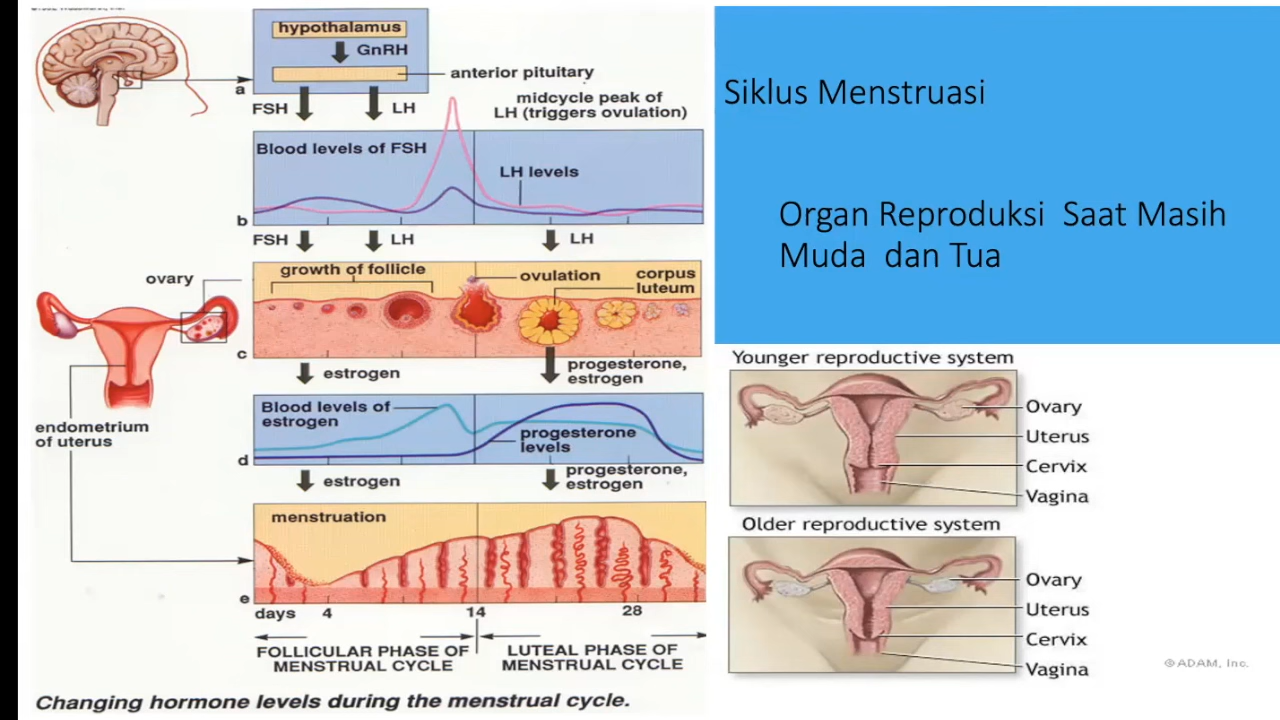 hypothalamus
GnRH
anterior pituitary
a
FSH
LH
midcycle peak of
LH (triggers ovulation)
Blood levels of FSH
LH levels
b
FSH
LH
LH
ovary
growth of follicle
ovulation
corpus
luteum
c
estrogen
progesterone,
estrogen
endometrium
of uterus
Blood levels of
estrogen
progesterone
levels
d
estrogen
progesterone,
estrogen
menstruation
e
days 4 14 28
FOLLICULAR PHASE OF
MENSTRUAL CYCLE
LUTEAL PHASE OF
MENSTRUAL CYCLE
Changing hormone levels during the menstrual cycle.
Siklus Menstruasi
Organ Reproduksi Saat Masih
Muda dan Tua
Younger reproductive system
Ovary
Uterus
Cervix
Vagina
Older reproductive system
Ovary
Uterus
Cervix
Vagina
©ADAM, Inc.